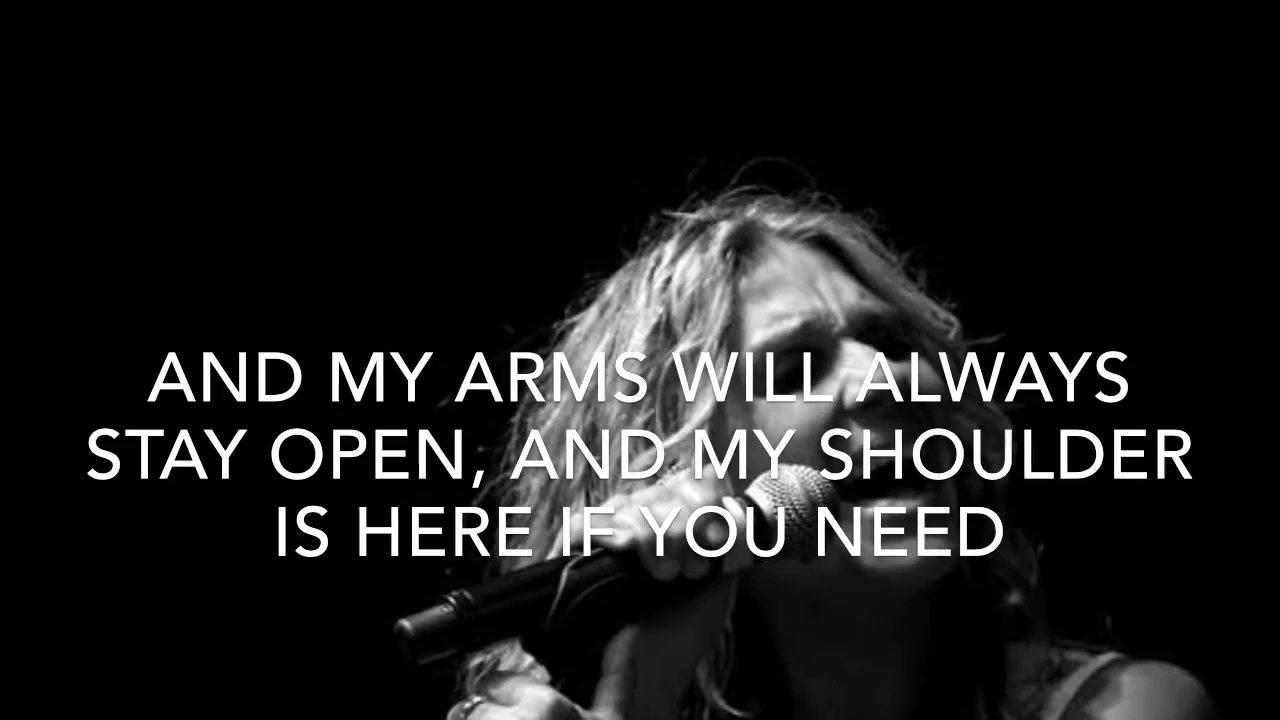 AND MY ARMS WILL ALWAYS
STAY OPEN, AND MY SHOULDER
IS HERE IF YOU NEED